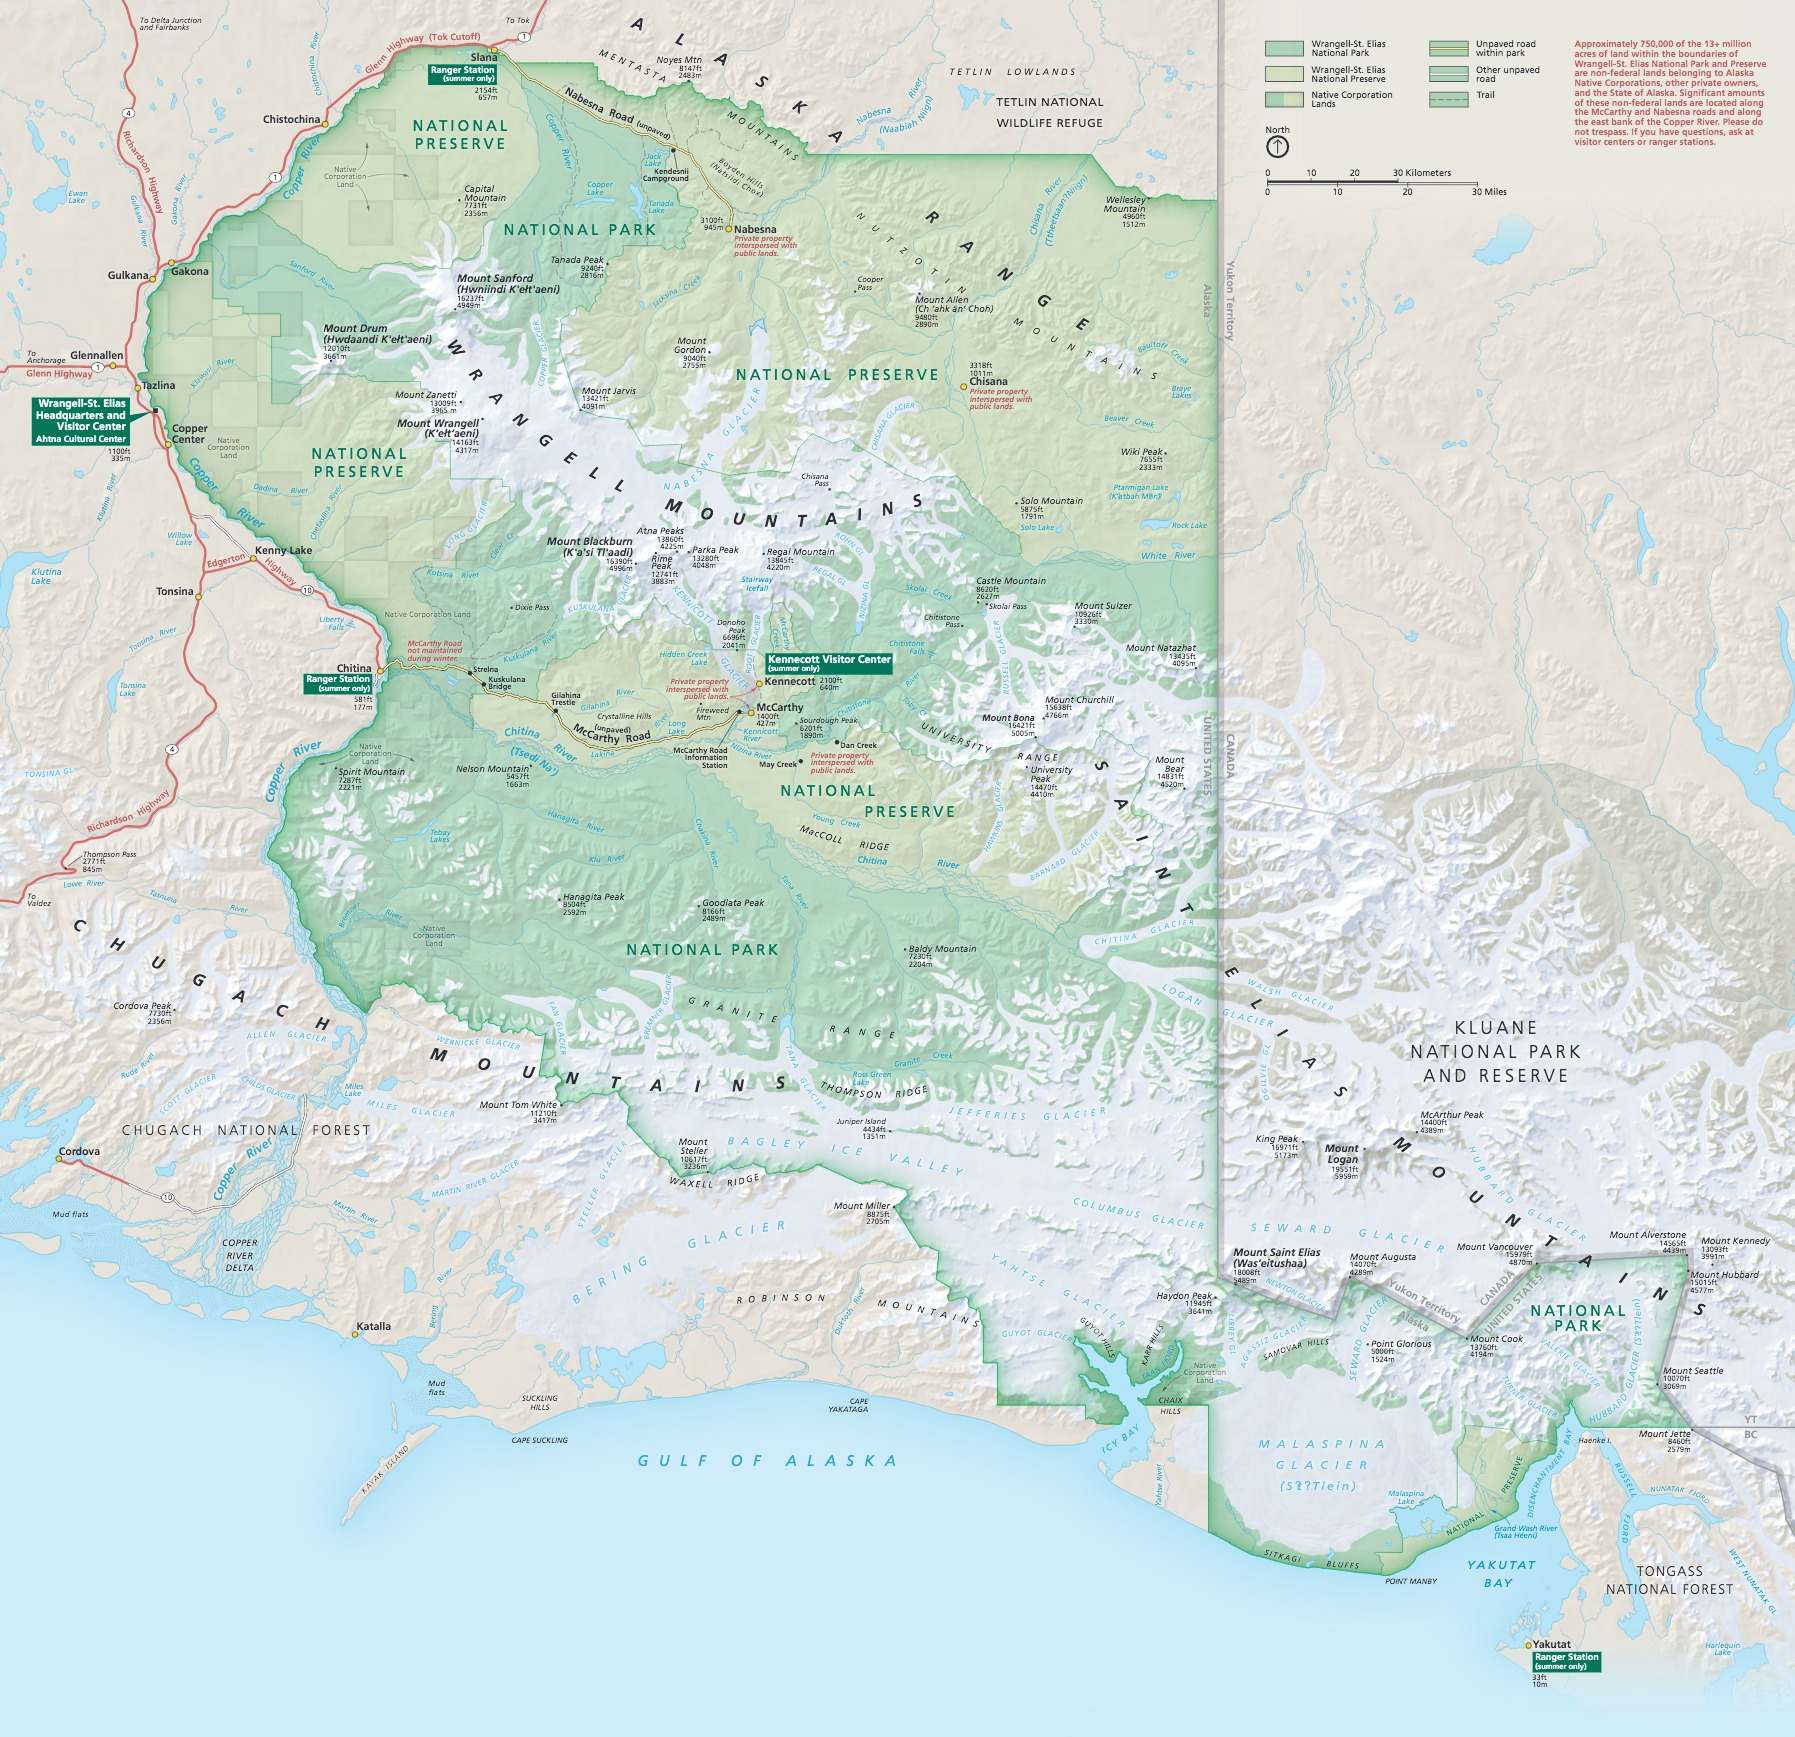 To Delta Junction
and Fairbanks
To Tok
Glenn Highway (Tok Cutoff)
1
Slana
Ranger Station
(summer only)
2154ft
657m
ALASKA
RANGE
MENTASTA
MOUNTAINS
Noyes Mtn
8147ft
2483m
TETLIN LOWLANDS
Nabesna River
(Naabiah Niign)
TETLIN NATIONAL
WILDLIFE REFUGE
Wrangell-St. Elias
National Park
Wrangell-St. Elias
National Preserve
Native Corporation
Lands
Unpaved road
within park
Other unpaved
road
Trail
North
0 10 20 30 Kilometers
0 10 20 30 Miles
Approximately 750,000 of the 13+ million
acres of land within the boundaries of
Wrangell-St. Elias National Park and Preserve
are non-federal lands belonging to Alaska
Native Corporations, other private owners,
and the State of Alaska. Significant amounts
of these non-federal lands are located along
the McCarthy and Nabesna roads and along
the east bank of the Copper River. Please do
not trespass. If you have questions, ask at
visitor centers or ranger stations.
4
Richardson Highway
Chistochina River
Chistochina
Copper River
1
Ewan
Lake
Gulkana River
Gakona River
NATIONAL
PRESERVE
Native
Corporation
Land
Copper River
Nabesna Road (unpaved)
Jack
Lake
Kendesnii
Campground
Boyden Hills
(Natsiidi Chox)
Copper
Lake
Tanada
Lake
Capital
Mountain
7731ft
2356m
NATIONAL PARK
3100ft
945m
Nabesna
Private property
interspersed with
public lands.
NUTZOTIN
MOUNTAINS
Chisana River
Wellesley
Mountain
4960ft
1512m
Gulkana
Gakona
Sanford River
Mount Sanford
(Hwniindi K'ełt'aeni)
16237ft
4949m
Tanada Peak
9240ft
2816m
Jacksina Creek
Cooper
Pass
Mount Allen
(Ch'ahk än' Choh)
9480ft
2890m
Alaska
Yukon Territory
Mount Drum
(Hwdaandi K'ełt'aeni)
12010ft
3661m
COPPER GLACIER
Mount
Gordon
9040ft
2755m
NATIONAL PRESERVE
3318ft
1011m
Chisana
Private property
interspersed with
public lands.
Baultoff Creek
Braye
Lakes
Beaver Creek
To
Anchorage
Glenn Highway
1
Glennallen
Tazlina
Klawasi River
Wrangell-St. Elias
Headquarters and
Visitor Center
Ahtna Cultural Center
1100ft
335m
Copper
Center
Native
Corporation
Land
Mount Zanetti
13009ft
3965 m
Mount Jarvis
13421ft
4091m
Mount Wrangell
(K'ełt'aeni)
14163ft
4317m
NABESNA GLACIER
CHISANA GLACIER
WRANGELL MOUNTAINS
Wiki Peak
7655ft
2333m
Ptarmigan Lake
Rock Lake
NATIONAL
PRESERVE
Copper River
Dadina River
Chetaslina River
Klutina River
Chisana
Pass
Solo Mountain
5875ft
1791m
Solo Lake
White River
LONG GLACIER
Willow
Lake
Klutina
Lake
Edgerton Highway
Kenny Lake
10
Tonsina
Kotsina River
Mount Blackburn
(K'a'si Tl'aadi)
16390ft
4996m
Atna Peaks
13860ft
4225m
Rime
Peak
12741ft
3883m
Parka Peak
13280ft
4048m
Regal Mountain
13845ft
4220m
Stairway
Icefall
ROHN GL
REGAL GL
NIZINA GL
Skolai Creek
Castle Mountain
8620ft
2627m
Skolai Pass
Chitistone
Pass
Chitistone
Falls
Mount Sulzer
10926ft
3330m
Mount Natazhat
13435ft
4095m
Dixie Pass
KUSKULANA GLACIER
KENNICOTT GLACIER
Donoho
Peak
6696ft
2041m
ROOT GLACIER
McCarthy Creek
Native Corporation Land
Liberty
Falls
Tonsina River
Tonsina
Lake
McCarthy Road
not maintained
during winter.
Chitina
Ranger Station
(summer only)
581ft
177m
Strelna
Kuskulana
Bridge
Kuskulana River
Hidden Creek
Lake
Kennecott Visitor Center
(summer only)
Kennecott
2100ft
640m
Private property
interspersed with
public lands.
Gilahina
Trestle
Gilahina River
Crystalline Hills
Fireweed
Mtn
McCarthy
1400ft
427m
Long
Lake
Kennicott
River
McCarthy Road
(unpaved)
Lakina River
McCarthy Road
Information
Station
Sourdough Peak
6201ft
1890m
Nizina River
Chitistone River
Dan Creek
May Creek
Private property
interspersed with
public lands.
RUSSELL GLACIER
Mount Churchill
15638ft
4766m
Mount Bona
16421ft
5005m
UNIVERSITY RANGE
University
Peak
14470ft
4410m
Mount
Bear
14831ft
4520m
UNITED STATES
CANADA
4
TONSINA GL
Copper River
Native
Corporation
Land
Spirit Mountain
7287ft
2221m
Chitina River
(Tsedi Na')
Nelson Mountain
5457ft
1663m
NATIONAL
PRESERVE
HAWKINS GLACIER
BARNARD GLACIER
Richardson Highway
Thompson Pass
2771ft
845m
Lowe River
To
Valdez
Tebay
Lakes
Hanagita River
Klu River
Chakina River
Young Creek
MacCOLL RIDGE
Chitina River
Tana River
Tasnuna River
Bremner River
Native
Corporation
Land
Hanagita Peak
8504ft
2592m
Goodlata Peak
8166ft
2489m
NATIONAL PARK
Baldy Mountain
7230ft
2204m
CHITINA GLACIER
LOGAN GLACIER
WALSH GLACIER
SAINT ELIAS MOUNTAINS
CHUGACH MOUNTAINS
Cordova Peak
7730ft
2356m
ALLEN GLACIER
WERNICKE GLACIER
FAN GLACIER
BREMNER GLACIER
GRANITE RANGE
TANA GLACIER
Ross Green
Lake
Granite Creek
THOMPSON RIDGE
KLUANE
NATIONAL PARK
AND RESERVE
OGILVIE GL
Rude River
SCOTT GLACIER
CHILDS GLACIER
Miles
Lake
MILES GLACIER
Mount Tom White
11210ft
3417m
Juniper Island
4434ft
1351m
JEFFERIES GLACIER
McArthur Peak
14400ft
4389m
King Peak
16971ft
5173m
Mount
Logan
19551ft
5959m
CHUGACH NATIONAL FOREST
Cordova
10
Copper River
MARTIN RIVER GLACIER
Martin River
STELLER GLACIER
Mount
Steller
10617ft
3236m
BAGLEY ICE VALLEY
WAXELL RIDGE
Mount Miller
8875ft
2705m
COLUMBUS GLACIER
SEWARD GLACIER
HUBBARD GLACIER
Mud flats
COPPER
RIVER
DELTA
BERING GLACIER
YAHTSE GLACIER
Mount Saint Elias
(Was'eitushaa)
18008ft
5489m
NEWTON GLACIER
Mount Augusta
14070ft
4289m
Mount Vancouver
15979ft
4870m
Mount Alverstone
14565ft
4439m
Mount Kennedy
13093ft
3991m
Mount Hubbard
15015ft
4577m
Yukon Territory
Alaska
CANADA
UNITED STATES
NATIONAL
PARK
Haydon Peak
11945ft
3641m
Bering River
Katalla
ROBINSON MOUNTAINS
Duktoth River
GUYOT GLACIER
GUYOT HILLS
KARR HILLS
TAAN FIORD
LIBBEY GL
AGASSIZ GLACIER
SAMOVAR HILLS
SEWARD GLACIER
Point Glorious
5000ft
1524m
Mount Cook
13760ft
4194m
VALERIE GLACIER
TURNER GLACIER
HUBBARD GLACIER
Mount Seattle
10070ft
3069m
Native
Corporation
Land
CHAIX
HILLS
Mud
flats
SUCKLING
HILLS
CAPE SUCKLING
CAPE
YAKATAGA
KAYAK ISLAND
GULF OF ALASKA
ICY BAY
Yahtse River
MALASPINA
GLACIER
Malaspina
Lake
NATIONAL PRESERVE
Haenke I.
Mount Jette
8460ft
2579m
YT
BC
DISENCHANTMENT BAY
RUSSELL FIORD
NUNATAK FIORD
WEST NUNATAK GL
Grand Wash River
(Tsaa Héeni)
SITKAGI BLUFFS
POINT MANBY
YAKUTAT
BAY
TONGASS
NATIONAL FOREST
Yakutat
Ranger Station
(summer only)
33ft
10m
Harlequin
Lake